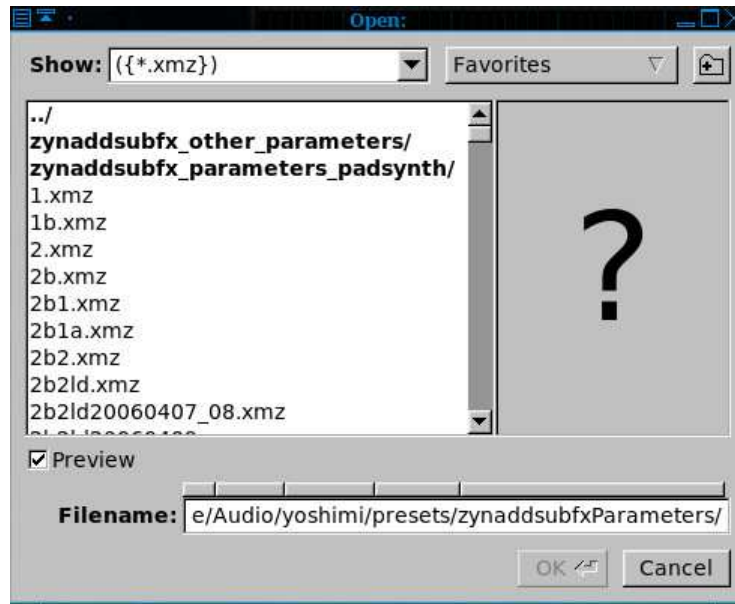 Open:
Show: ({*.xmz}) Favorites
../
zynaddsubfx_other_parameters/
zynaddsubfx_parameters_padsynth/
1.xmz
1b.xmz
2.xmz
2b.xmz
2b1.xmz
2b1a.xmz
2b2.xmz
2b2ld.xmz
2b2ld20060407_08.xmz
?
Preview
Filename: e/Audio/yoshimi/presets/zynaddsubfxParameters/
OK Cancel